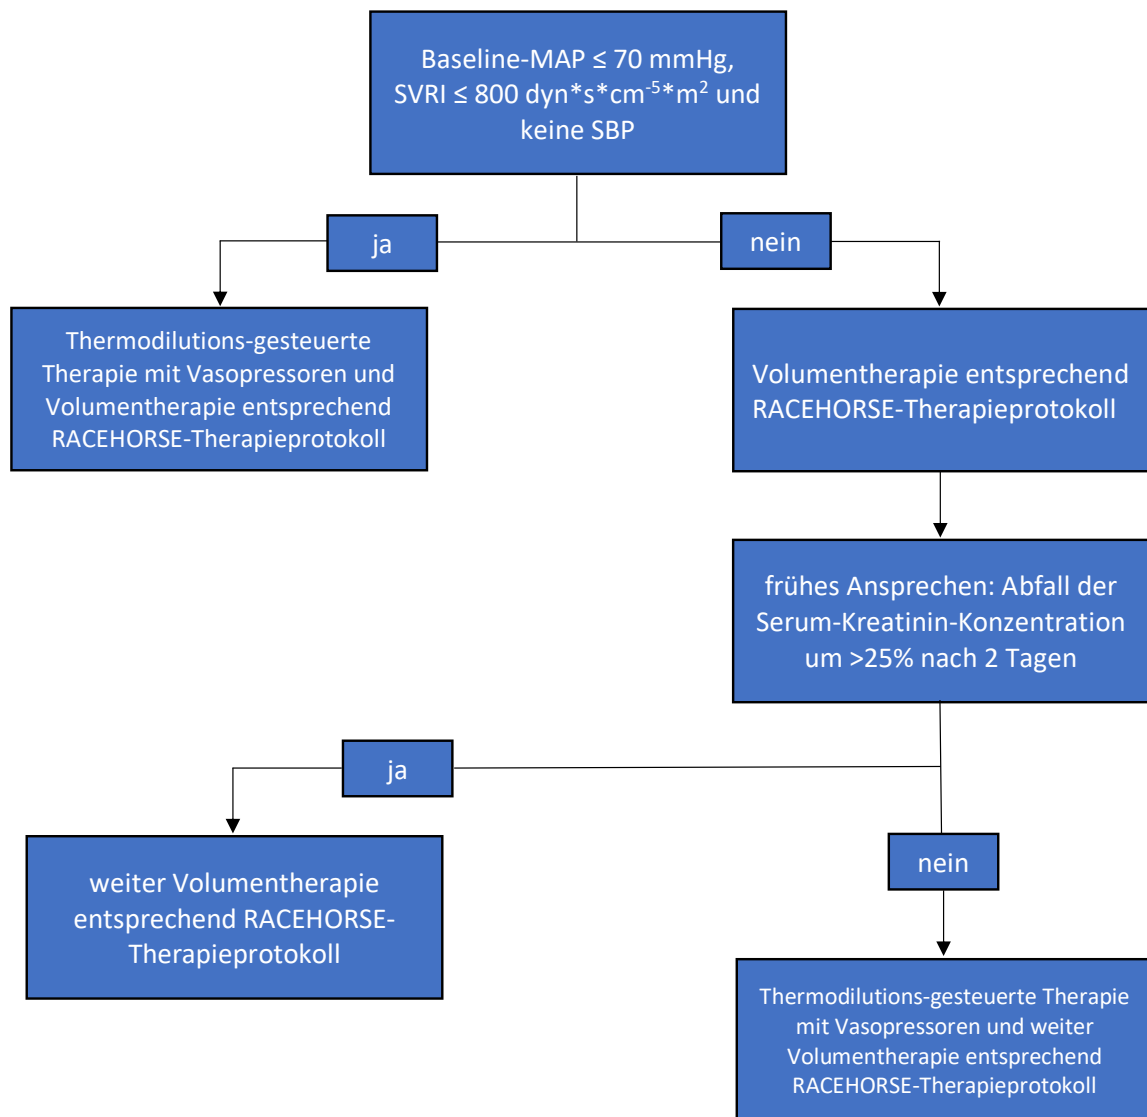 Baseline-MAP ≤ 70 mmHg,
SVRI ≤ 800 dyn*s*cm⁻⁵*m² und
keine SBP
ja
nein
Thermodilutions-gesteuerte
Therapie mit Vasopressoren und
Volumentherapie entsprechend
RACEHORSE-Therapieprotokoll
Volumentherapie entsprechend
RACEHORSE-Therapieprotokoll
frühes Ansprechen: Abfall der
Serum-Kreatinin-Konzentration
um >25% nach 2 Tagen
ja
nein
weiter Volumentherapie
entsprechend RACEHORSE-
Therapieprotokoll
Thermodilutions-gesteuerte Therapie
mit Vasopressoren und weiter
Volumentherapie entsprechend
RACEHORSE-Therapieprotokoll